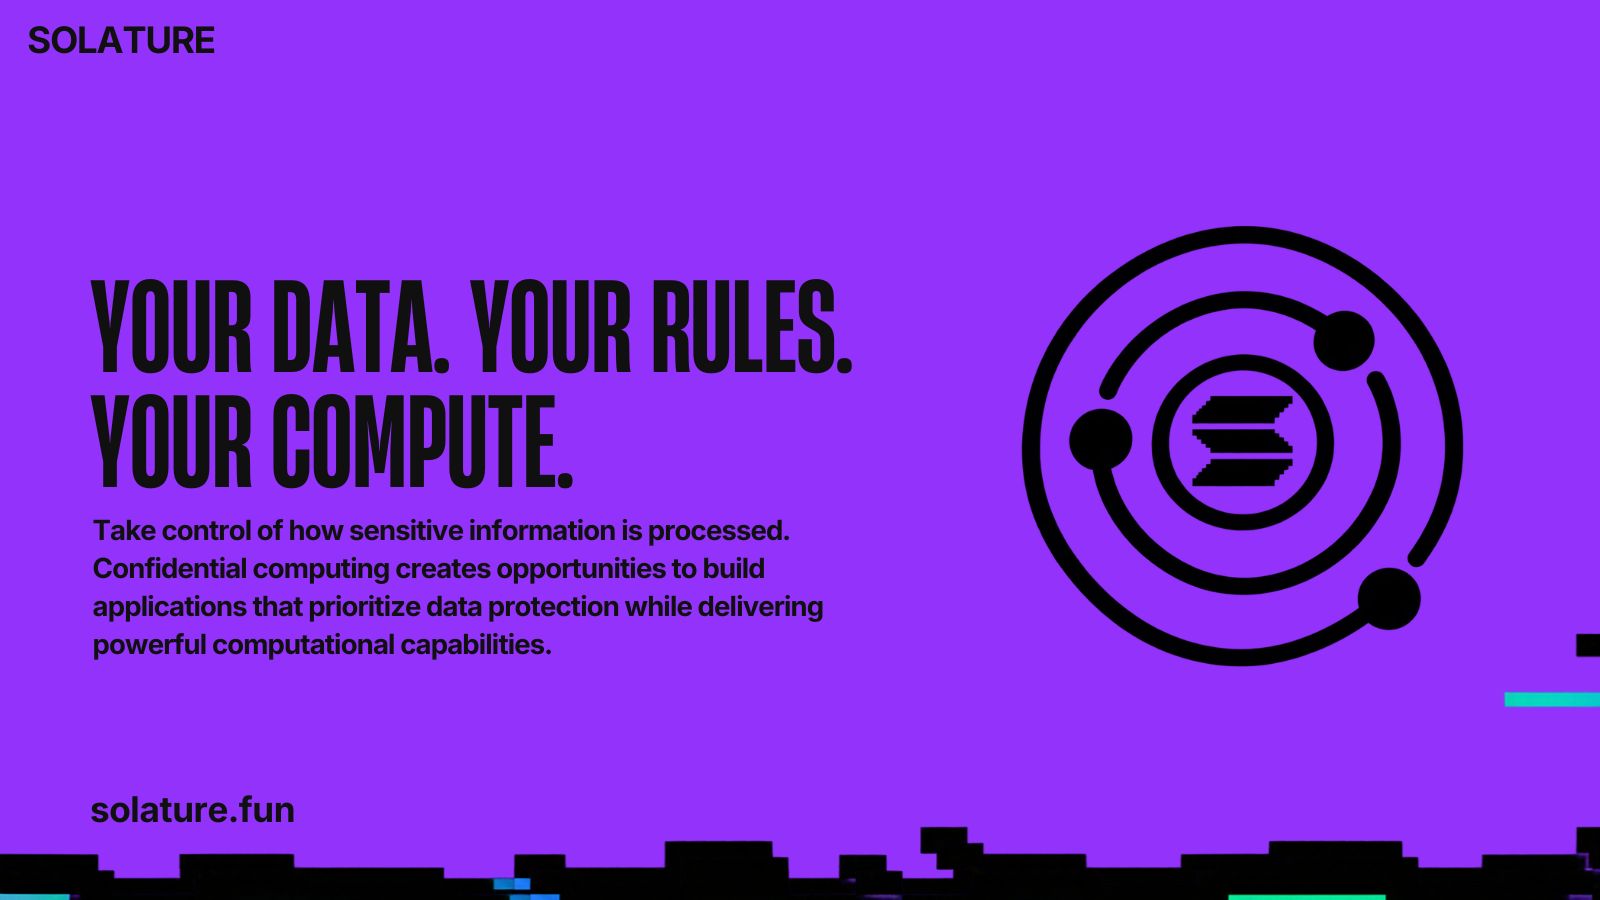 SOLATURE
YOUR DATA. YOUR RULES.
YOUR COMPUTE.
Take control of how sensitive information is processed.
Confidential computing creates opportunities to build
applications that prioritize data protection while delivering
powerful computational capabilities.
solature.fun